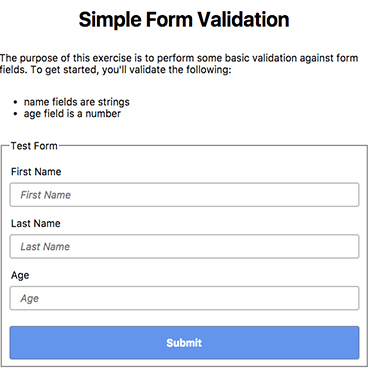 Simple Form Validation
The purpose of this exercise is to perform some basic validation against form
fields. To get started, you'll validate the following:
• name fields are strings
• age field is a number
Test Form
First Name
First Name
Last Name
Last Name
Age
Age
Submit